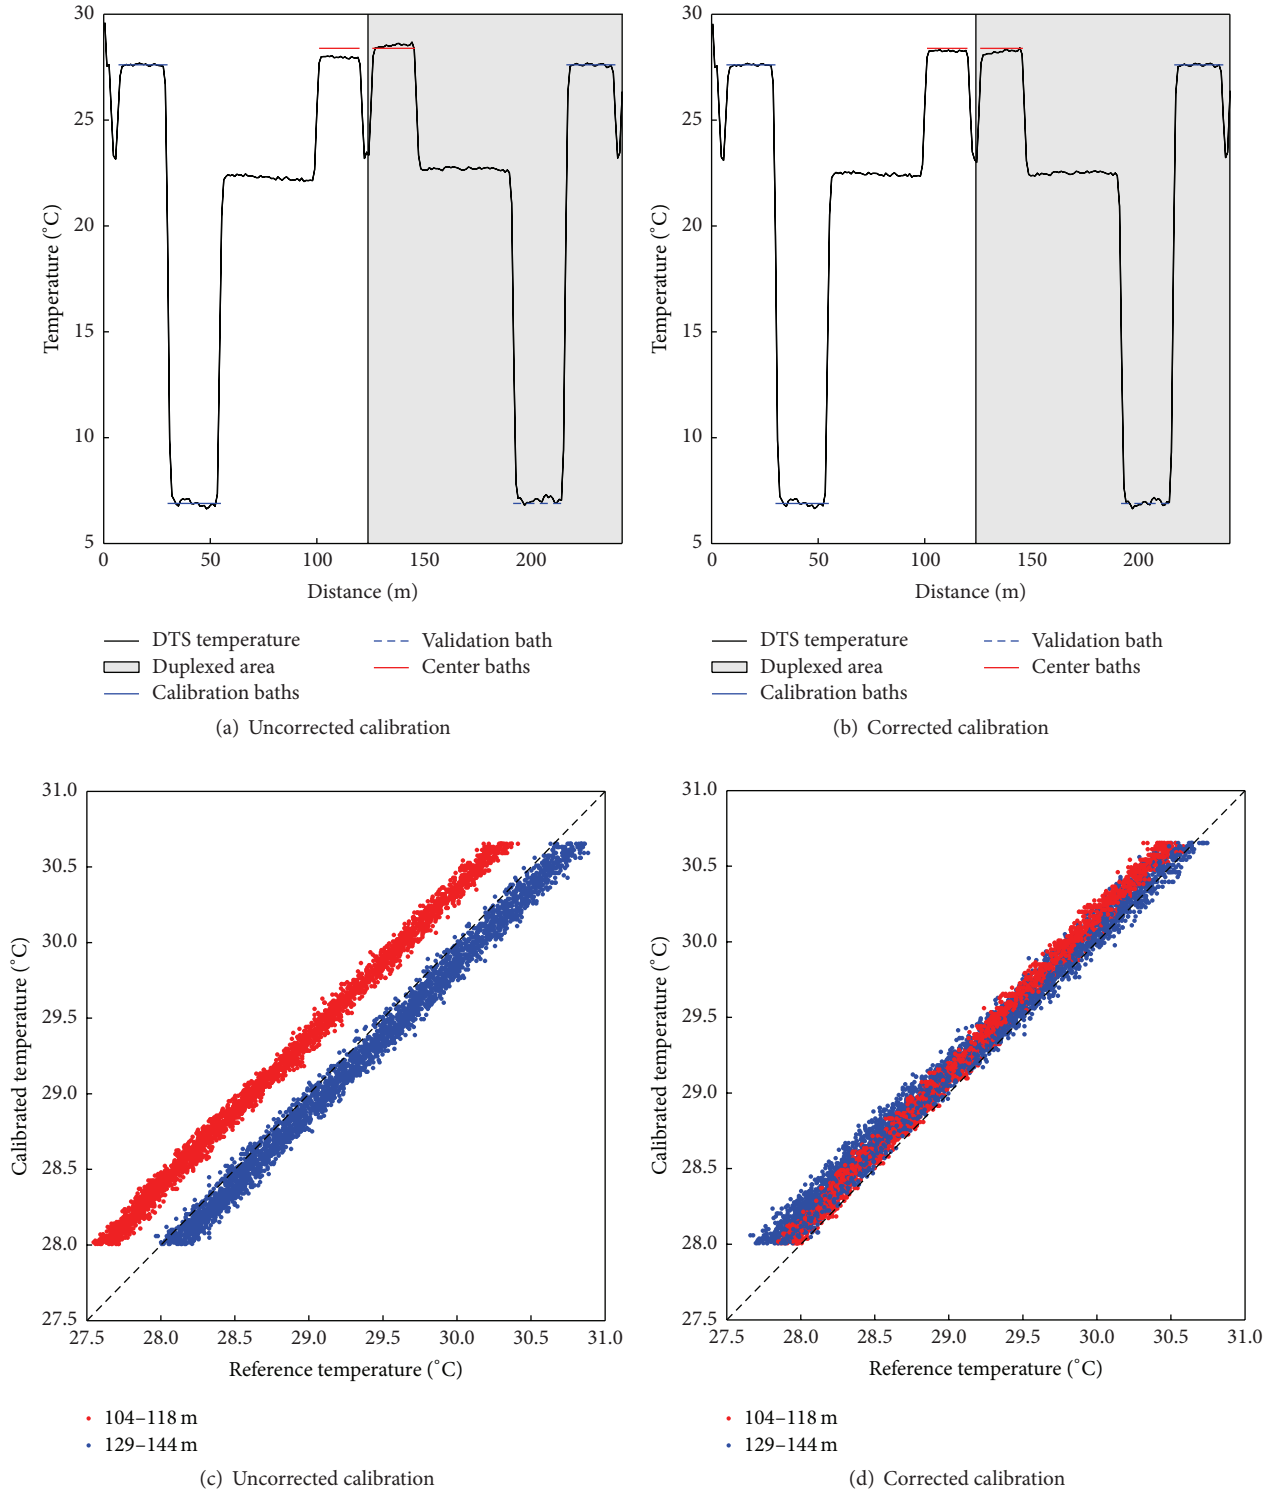 30
25
20
15
10
5
Temperature (˚C)
0
50
100
150
200
Distance (m)
DTS temperature
Duplexed area
Calibration baths
Validation bath
Center baths
(a) Uncorrected calibration
30
25
20
15
10
5
Temperature (˚C)
0
50
100
150
200
Distance (m)
DTS temperature
Duplexed area
Calibration baths
Validation bath
Center baths
(b) Corrected calibration
31.0
30.5
30.0
29.5
29.0
28.5
28.0
27.5
Calibrated temperature (˚C)
27.5
28.0
28.5
29.0
29.5
30.0
30.5
31.0
Reference temperature (˚C)
104–118 m
129–144 m
(c) Uncorrected calibration
31.0
30.5
30.0
29.5
29.0
28.5
28.0
27.5
Calibrated temperature (˚C)
27.5
28.0
28.5
29.0
29.5
30.0
30.5
31.0
Reference temperature (˚C)
104–118 m
129–144 m
(d) Corrected calibration